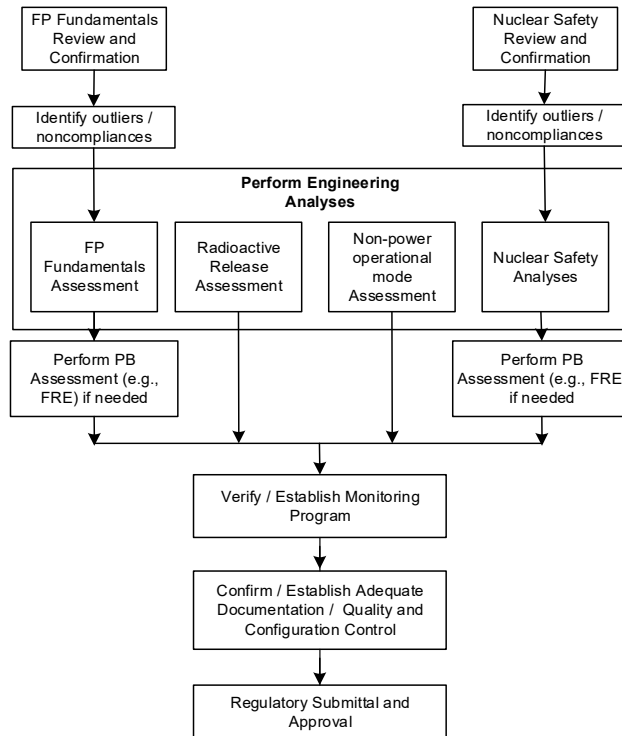 FP Fundamentals
Review and
Confirmation
Nuclear Safety
Review and
Confirmation
Identify outliers /
noncompliances
Identify outliers /
noncompliances
Perform Engineering
Analyses
FP
Fundamentals
Assessment
Radioactive
Release
Assessment
Non-power
operational
mode
Assessment
Nuclear Safety
Analyses
Perform PB
Assessment (e.g.,
FRE) if needed
Perform PB
Assessment (e.g., FRE)
if needed
Verify / Establish Monitoring
Program
Confirm / Establish Adequate
Documentation / Quality and
Configuration Control
Regulatory Submittal and
Approval